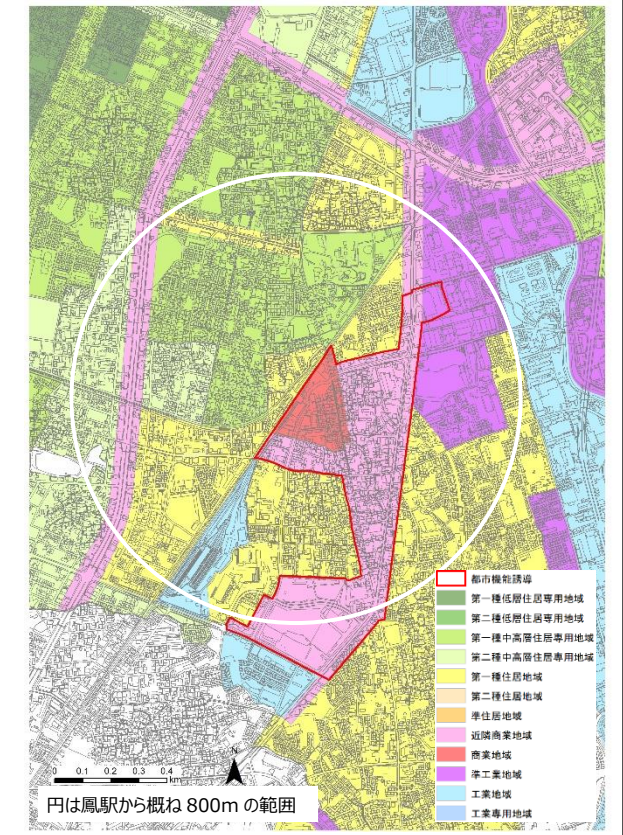 都市機能誘導
第一種低層住居専用地域
第二種低層住居専用地域
第一種中高層住居専用地域
第二種中高層住居専用地域
第一種住居地域
第二種住居地域
準住居地域
近隣商業地域
商業地域
準工業地域
工業地域
工業専用地域
N
0 0.1 0.2 0.3 0.4
km
円は鳳駅から概ね 800m の範囲